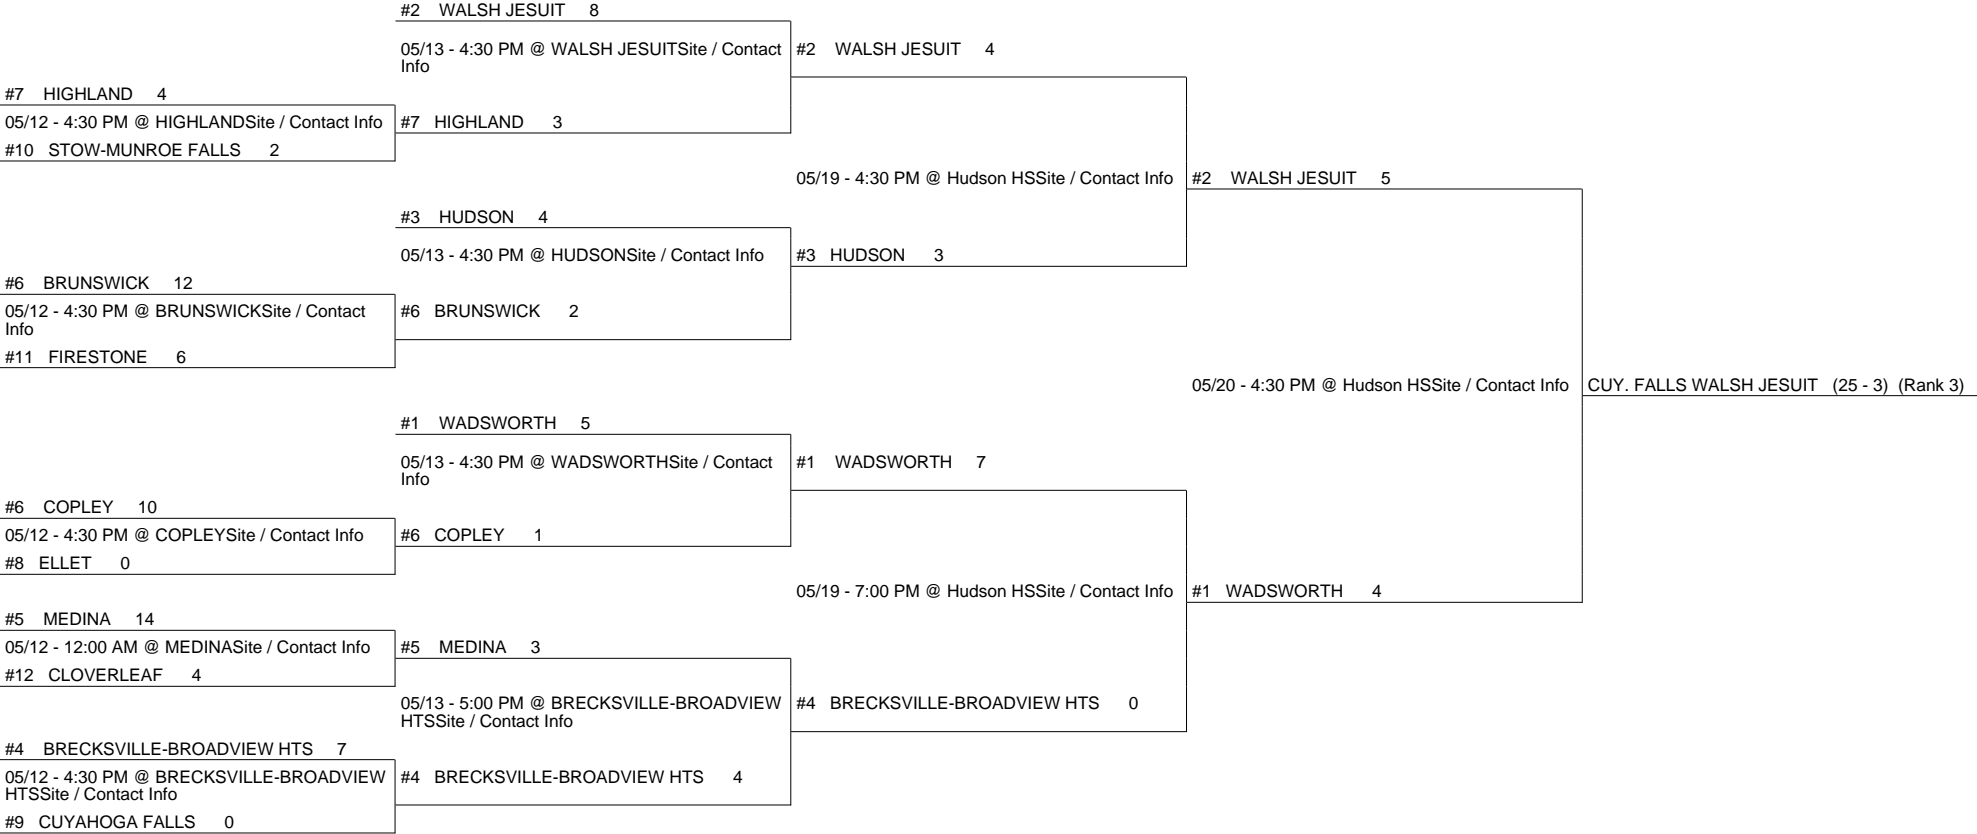 #2 WALSH JESUIT 8
05/13 - 4:30 PM @ WALSH JESUITSite / Contact
Info
#7 HIGHLAND 4
05/12 - 4:30 PM @ HIGHLANDSite / Contact Info
#10 STOW-MUNROE FALLS 2
#7 HIGHLAND 3
#2 WALSH JESUIT 4
05/19 - 4:30 PM @ Hudson HSSite / Contact Info
#2 WALSH JESUIT 5
#3 HUDSON 4
05/13 - 4:30 PM @ HUDSONSite / Contact Info
#3 HUDSON 3
#6 BRUNSWICK 12
05/12 - 4:30 PM @ BRUNSWICKSite / Contact
Info
#11 FIRESTONE 6
#6 BRUNSWICK 2
05/20 - 4:30 PM @ Hudson HSSite / Contact Info
CUY. FALLS WALSH JESUIT (25 - 3) (Rank 3)
#1 WADSWORTH 5
05/13 - 4:30 PM @ WADSWORTHSite / Contact
Info
#1 WADSWORTH 7
#6 COPLEY 10
05/12 - 4:30 PM @ COPLEYSite / Contact Info
#8 ELLET 0
#6 COPLEY 1
05/19 - 7:00 PM @ Hudson HSSite / Contact Info
#1 WADSWORTH 4
#5 MEDINA 14
05/12 - 12:00 AM @ MEDINASite / Contact Info
#12 CLOVERLEAF 4
#5 MEDINA 3
05/13 - 5:00 PM @ BRECKSVILLE-BROADVIEW
HTSSite / Contact Info
#4 BRECKSVILLE-BROADVIEW HTS 0
#4 BRECKSVILLE-BROADVIEW HTS 7
05/12 - 4:30 PM @ BRECKSVILLE-BROADVIEW
HTSSite / Contact Info
#9 CUYAHOGA FALLS 0
#4 BRECKSVILLE-BROADVIEW HTS 4